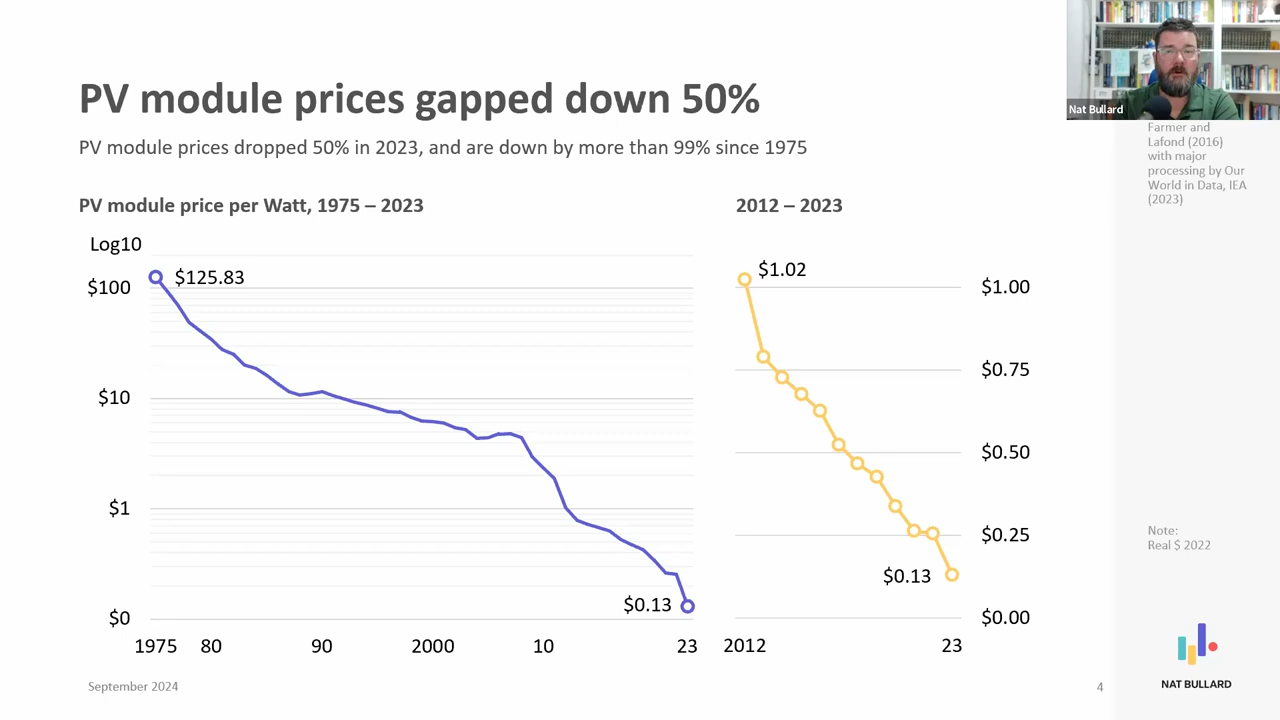 PV module prices gapped down 50%
PV module prices dropped 50% in 2023, and are down by more than 99% since 1975
PV module price per Watt, 1975 – 2023
Log10
$125.83
$100
$10
$1
$0
$0.13
1975 80 90 2000 10 23
2012 – 2023
$1.02
$1.00
$0.75
$0.50
$0.25
$0.13
$0.00
2012 23
Nat Bullard
Farmer and
Lafond (2016)
with major
processing by Our
World in Data, IEA
(2023)
Note:
Real $ 2022
NAT BULLARD
September 2024
4